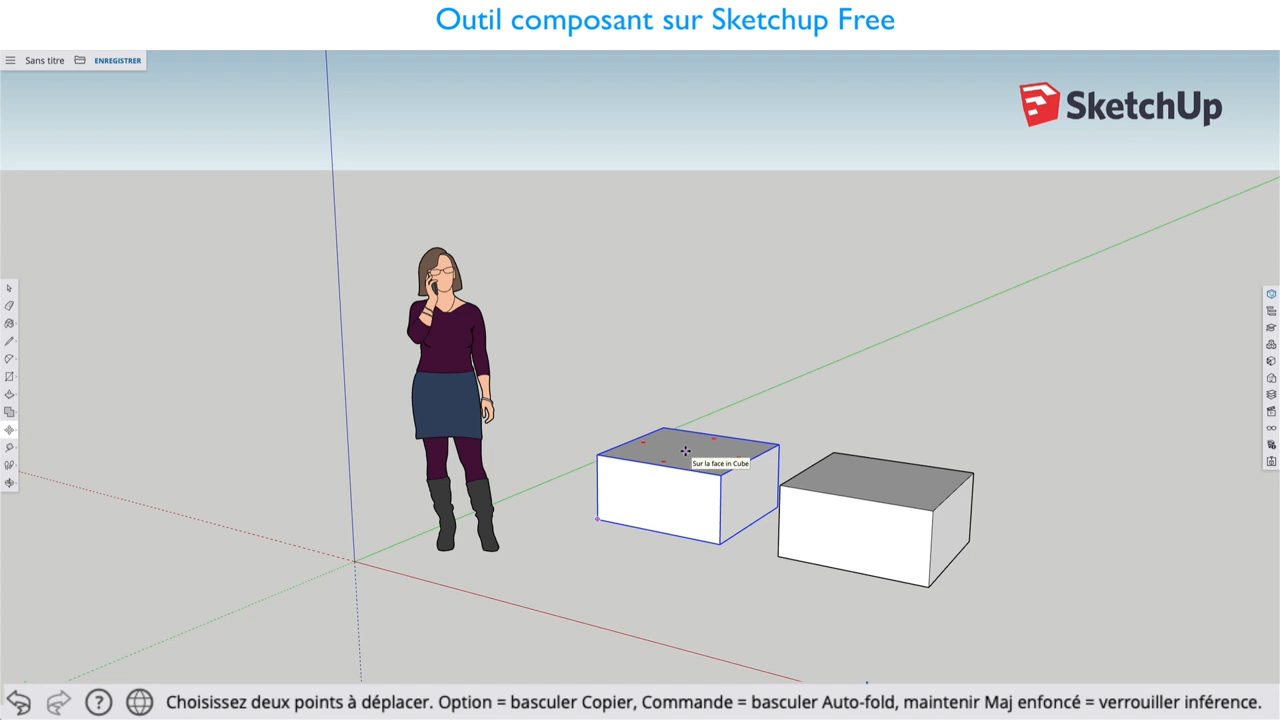 Outil composant sur Sketchup Free
Sans titre ENREGISTRER
SketchUp
Sur la face in Cube
Choisissez deux points à déplacer. Option = basculer Copier, Commande = basculer Auto-fold, maintenir Maj enfoncé = verrouiller inférence.